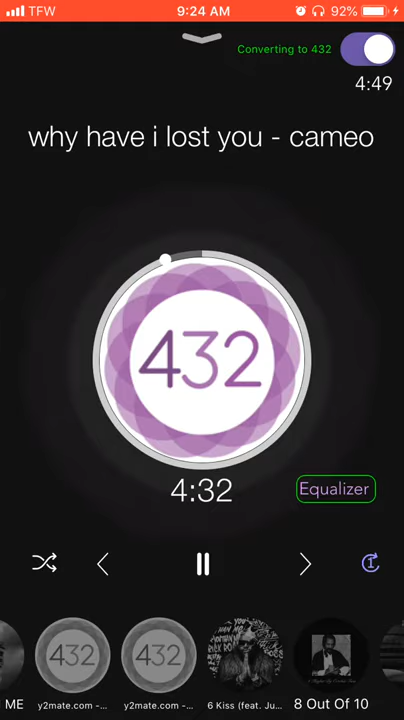 TFW 9:24 AM 92%
Converting to 432
4:49
why have i lost you - cameo
432
4:32
Equalizer
1
432 432
ME y2mate.com -... y2mate.com -... 6 Kiss (feat. Ju... 8 Out Of 10